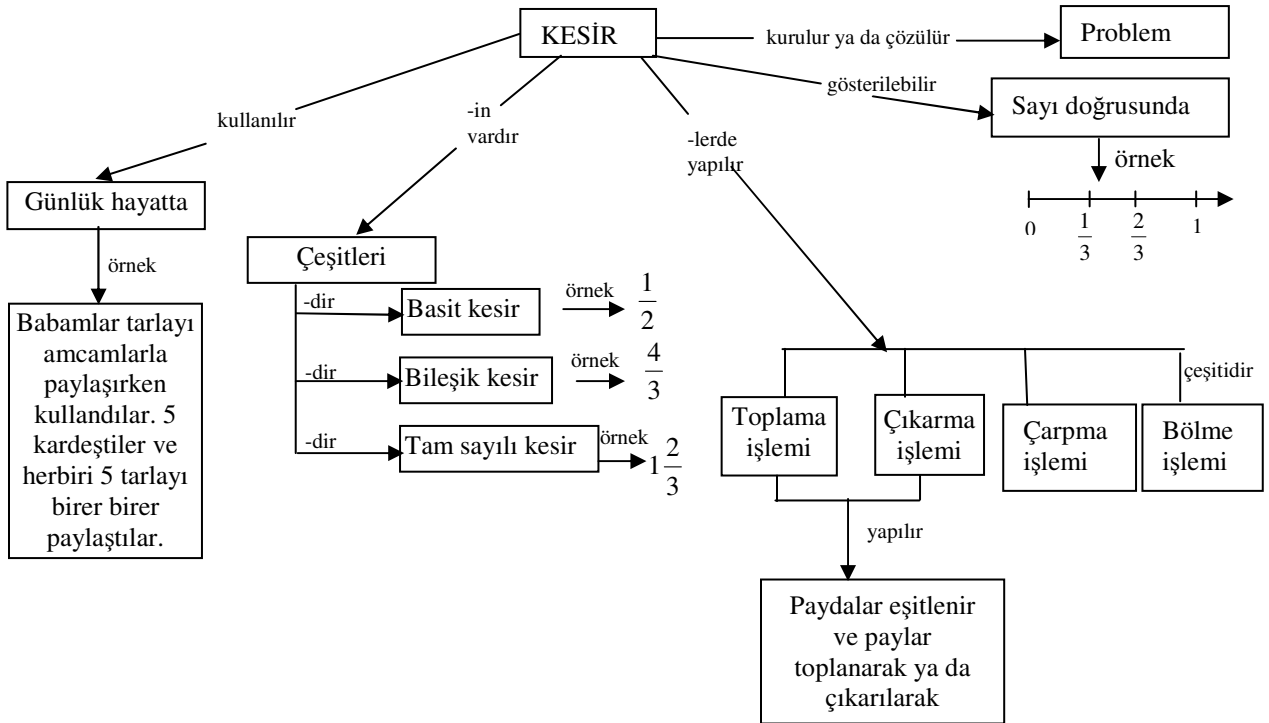 KESİR
kurulur ya da çözülür
Problem
gösterilebilir
Sayı doğrusunda
örnek
0 1/3 2/3 1
kullanılır
Günlük hayatta
örnek
Babamlar tarlayı
amcamlarla
paylaşırken
kullandılar. 5
kardeştiler ve
herbiri 5 tarlayı
birer birer
paylaştılar.
-in
vardır
Çeşitleri
-dir
Basit kesir
örnek
1/2
-dir
Bileşik kesir
örnek
4/3
-dir
Tam sayılı kesir
örnek
1 2/3
-lerde
yapılır
çeşitidir
Toplama
işlemi
Çıkarma
işlemi
Çarpma
işlemi
Bölme
işlemi
yapılır
Paydalar eşitlenir
ve paylar
toplanarak ya da
çıkarılarak